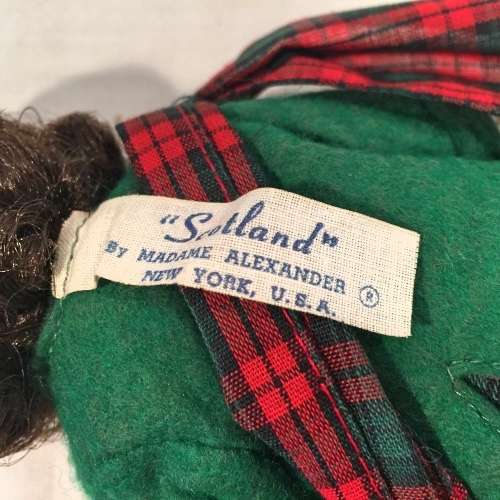 "Scotland"
By MADAME ALEXANDER ®
NEW YORK, U.S.A.